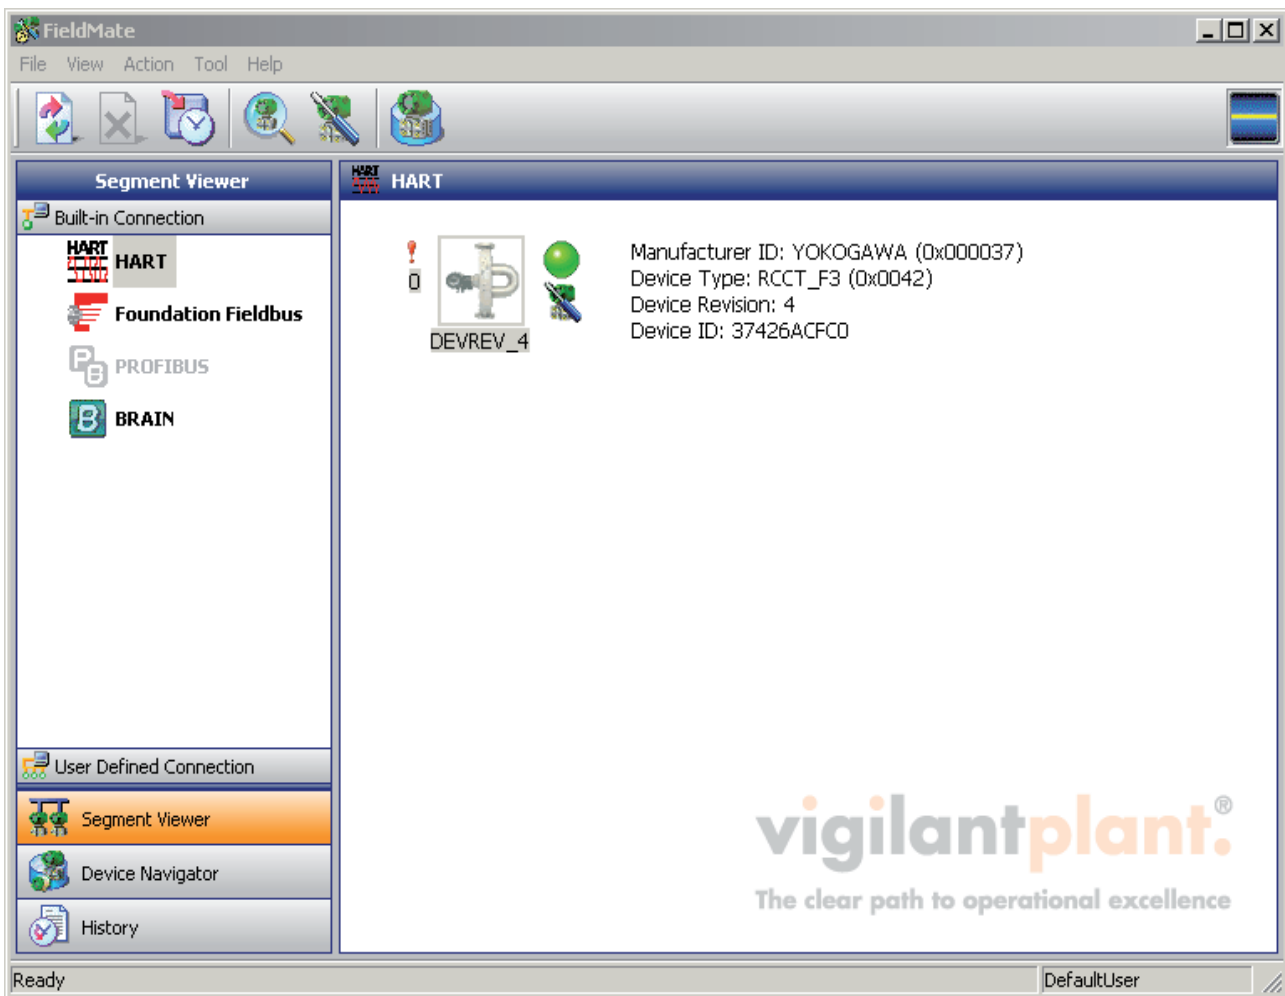 FieldMate
File View Action Tool Help
Segment Viewer
HART
Built-in Connection
HART
HART
Foundation Fieldbus
PROFIBUS
BRAIN
0
DEVREV_4
Manufacturer ID: YOKOGAWA (0x000037)
Device Type: RCCT_F3 (0x0042)
Device Revision: 4
Device ID: 37426ACFC0
User Defined Connection
Segment Viewer
Device Navigator
History
vigilantplant.®
The clear path to operational excellence
Ready
DefaultUser